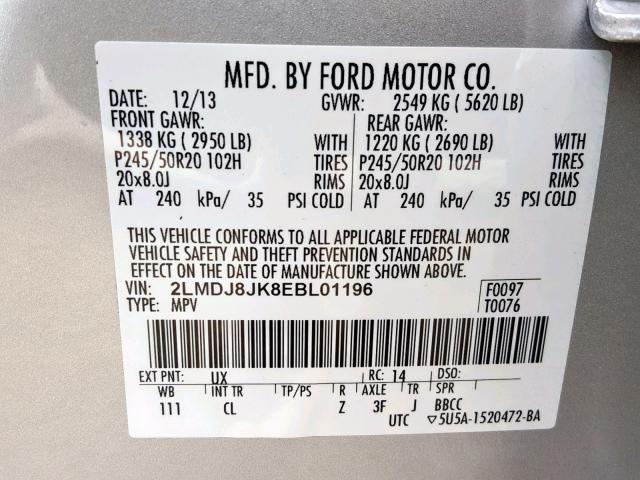 MFD. BY FORD MOTOR CO.
DATE: 12/13 GVWR: 2549 KG ( 5620 LB)
FRONT GAWR: REAR GAWR:
1338 KG ( 2950 LB) WITH 1220 KG ( 2690 LB) WITH
P245/50R20 102H TIRES P245/50R20 102H TIRES
20x8.0J RIMS 20x8.0J RIMS
AT 240 kPa/ 35 PSI COLD AT 240 kPa/ 35 PSI COLD
THIS VEHICLE CONFORMS TO ALL APPLICABLE FEDERAL MOTOR
VEHICLE SAFETY AND THEFT PREVENTION STANDARDS IN
EFFECT ON THE DATE OF MANUFACTURE SHOWN ABOVE.
VIN: 2LMDJ8JK8EBL01196 F0097
TYPE: MPV T0076
EXT PNT: UX RC: 14 DSO:
WB INT TR TP/PS R AXLE TR SPR
111 CL Z 3F J BBCC
UTC ▽5U5A-1520472-BA